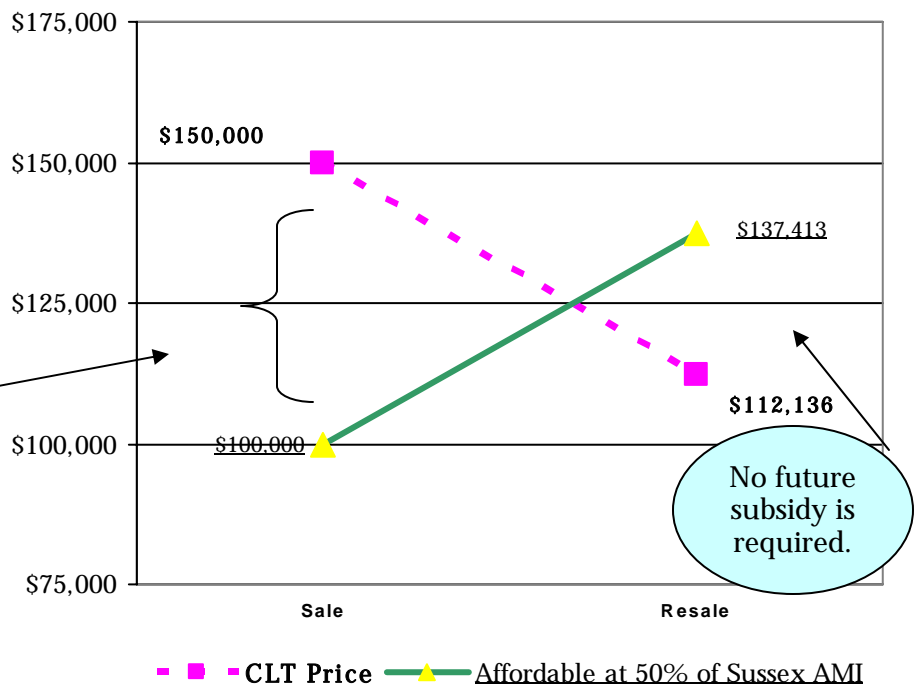 $175,000
$150,000
$150,000
$137,413
$125,000
$112,136
$100,000
$100,000
No future
subsidy is
required.
$75,000
Sale
Resale
CLT Price
Affordable at 50% of Sussex AMI